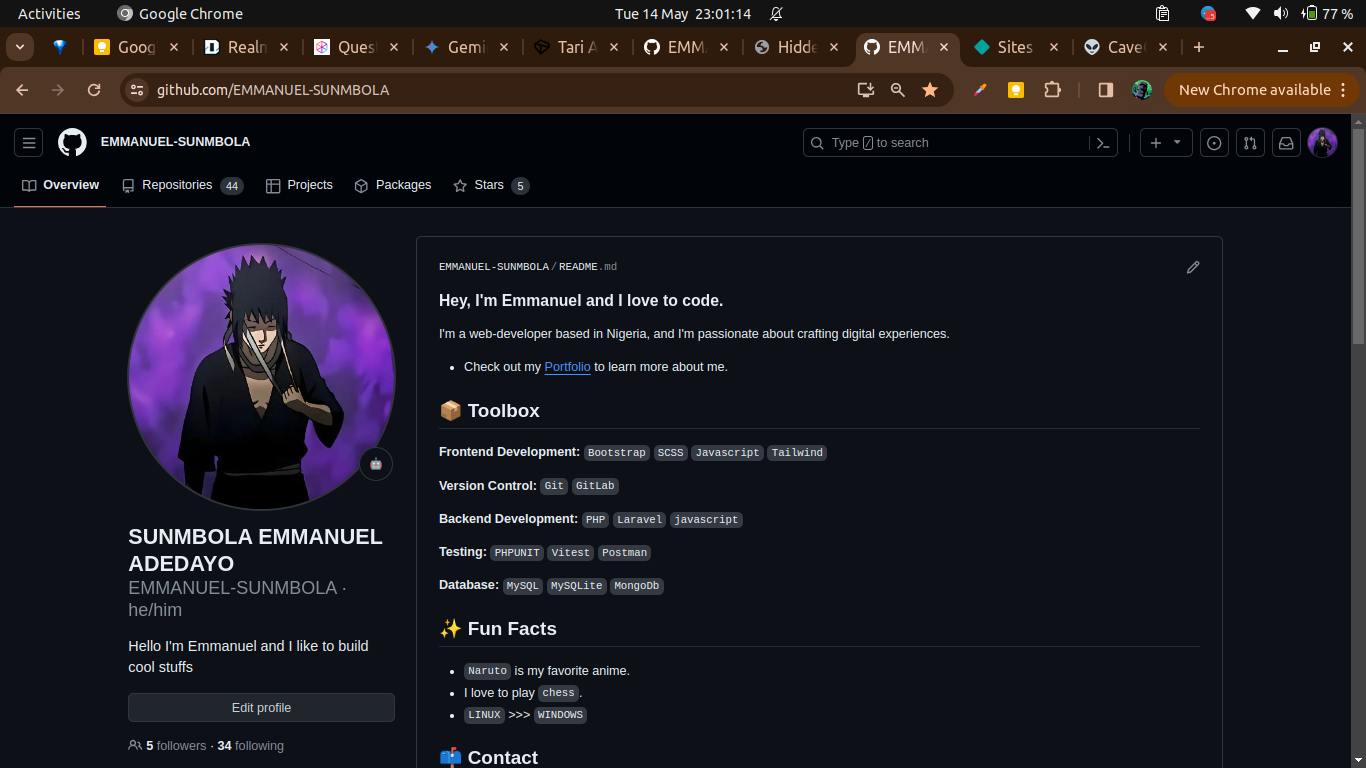 Activities Google Chrome Tue 14 May 23:01:14 77 %
Goog Realm Quest Gemi Tari A EMM. Hidde EMM. Sites Cave
github.com/EMMANUEL-SUNMBOLA New Chrome available
EMMANUEL-SUNMBOLA Type / to search
Overview Repositories 44 Projects Packages Stars 5
EMMANUEL-SUNMBOLA/README.md
Hey, I'm Emmanuel and I love to code.
I'm a web-developer based in Nigeria, and I'm passionate about crafting digital experiences.
• Check out my Portfolio to learn more about me.
📦 Toolbox
Frontend Development: Bootstrap SCSS Javascript Tailwind
Version Control: Git GitLab
Backend Development: PHP Laravel javascript
Testing: PHPUNIT Vitest Postman
Database: MySQL MySQLite MongoDb
✨ Fun Facts
• Naruto is my favorite anime.
• I love to play chess.
• LINUX >>> WINDOWS
📫 Contact
SUNMBOLA EMMANUEL
ADEDAYO
EMMANUEL-SUNMBOLA ·
he/him
Hello I'm Emmanuel and I like to build
cool stuffs
Edit profile
5 followers · 34 following